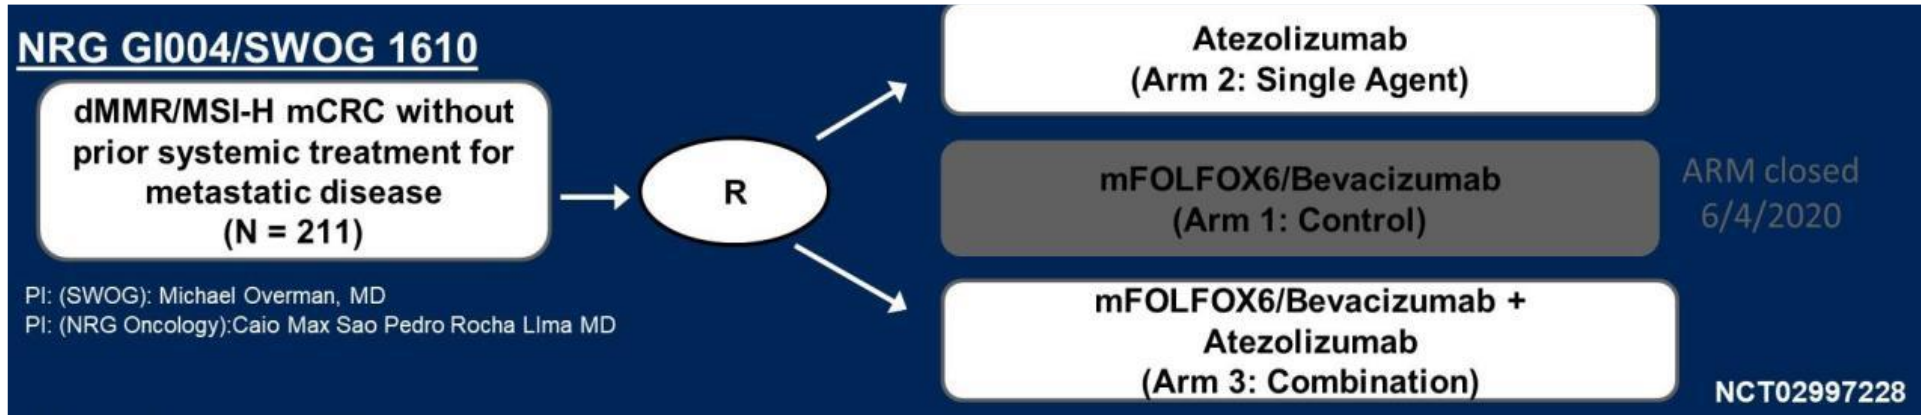 NRG GI004/SWOG 1610
dMMR/MSI-H mCRC without
prior systemic treatment for
metastatic disease
(N = 211)
PI: (SWOG): Michael Overman, MD
PI: (NRG Oncology):Caio Max Sao Pedro Rocha LIma MD
R
Atezolizumab
(Arm 2: Single Agent)
mFOLFOX6/Bevacizumab
(Arm 1: Control)
ARM closed
6/4/2020
mFOLFOX6/Bevacizumab +
Atezolizumab
(Arm 3: Combination)
NCT02997228